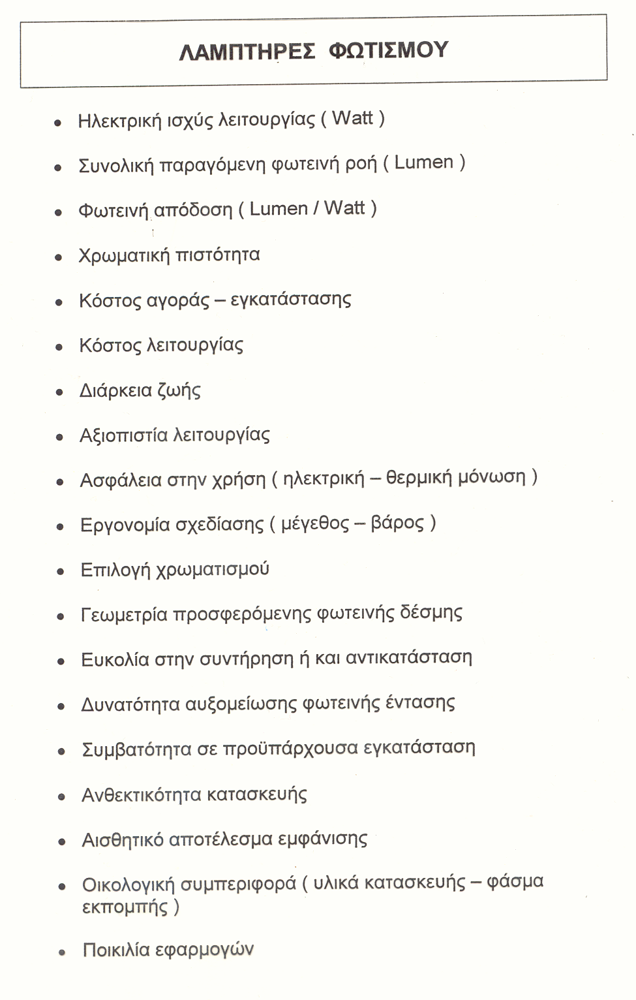 ΛΑΜΠΤΗΡΕΣ ΦΩΤΙΣΜΟΥ
• Ηλεκτρική ισχύς λειτουργίας ( Watt )
• Συνολική παραγόμενη φωτεινή ροή ( Lumen )
• Φωτεινή απόδοση ( Lumen / Watt )
• Χρωματική πιστότητα
• Κόστος αγοράς – εγκατάστασης
• Κόστος λειτουργίας
• Διάρκεια ζωής
• Αξιοπιστία λειτουργίας
• Ασφάλεια στην χρήση ( ηλεκτρική – θερμική μόνωση )
• Εργονομία σχεδίασης ( μέγεθος – βάρος )
• Επιλογή χρωματισμού
• Γεωμετρία προσφερόμενης φωτεινής δέσμης
• Ευκολία στην συντήρηση ή και αντικατάσταση
• Δυνατότητα αυξομείωσης φωτεινής έντασης
• Συμβατότητα σε προϋπάρχουσα εγκατάσταση
• Ανθεκτικότητα κατασκευής
• Αισθητικό αποτέλεσμα εμφάνισης
• Οικολογική συμπεριφορά ( υλικά κατασκευής – φάσμα
εκπομπής )
• Ποικιλία εφαρμογών